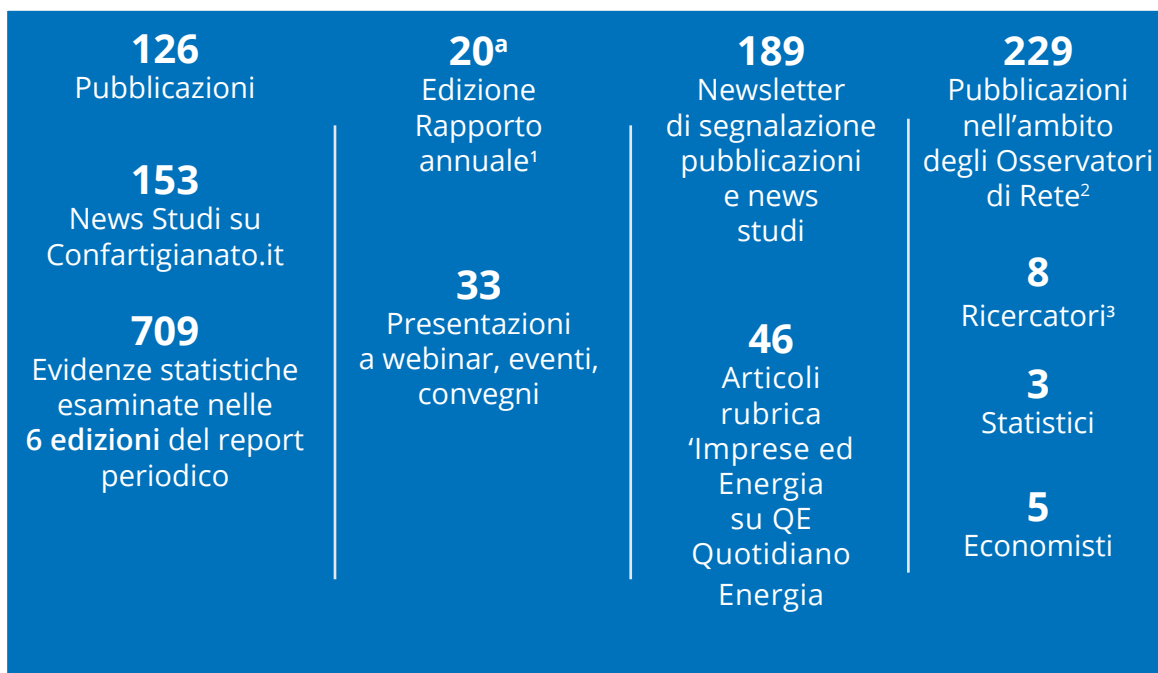 126
Pubblicazioni
153
News Studi su
Confartigianato.it
709
Evidenze statistiche
esaminate nelle
6 edizioni del report
periodico
20ª
Edizione
Rapporto
annuale¹
33
Presentazioni
a webinar, eventi,
convegni
189
Newsletter
di segnalazione
pubblicazioni
e news
studi
46
Articoli
rubrica
‘Imprese ed
Energia
su QE
Quotidiano
Energia
229
Pubblicazioni
nell’ambito
degli Osservatori
di Rete²
8
Ricercatori³
3
Statistici
5
Economisti